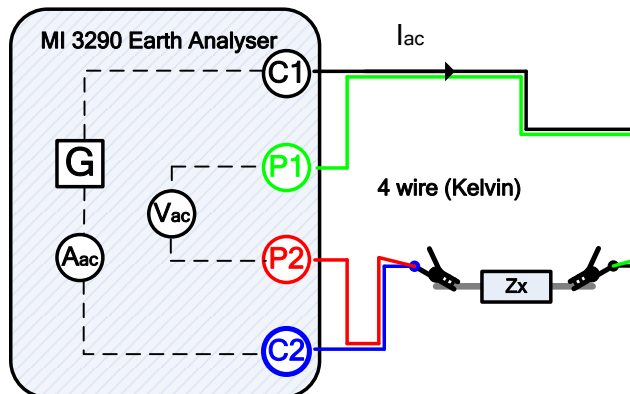 MI 3290 Earth Analyser
Iac
C1
G
P1
4 wire (Kelvin)
Vac
Aac
P2
Zx
C2